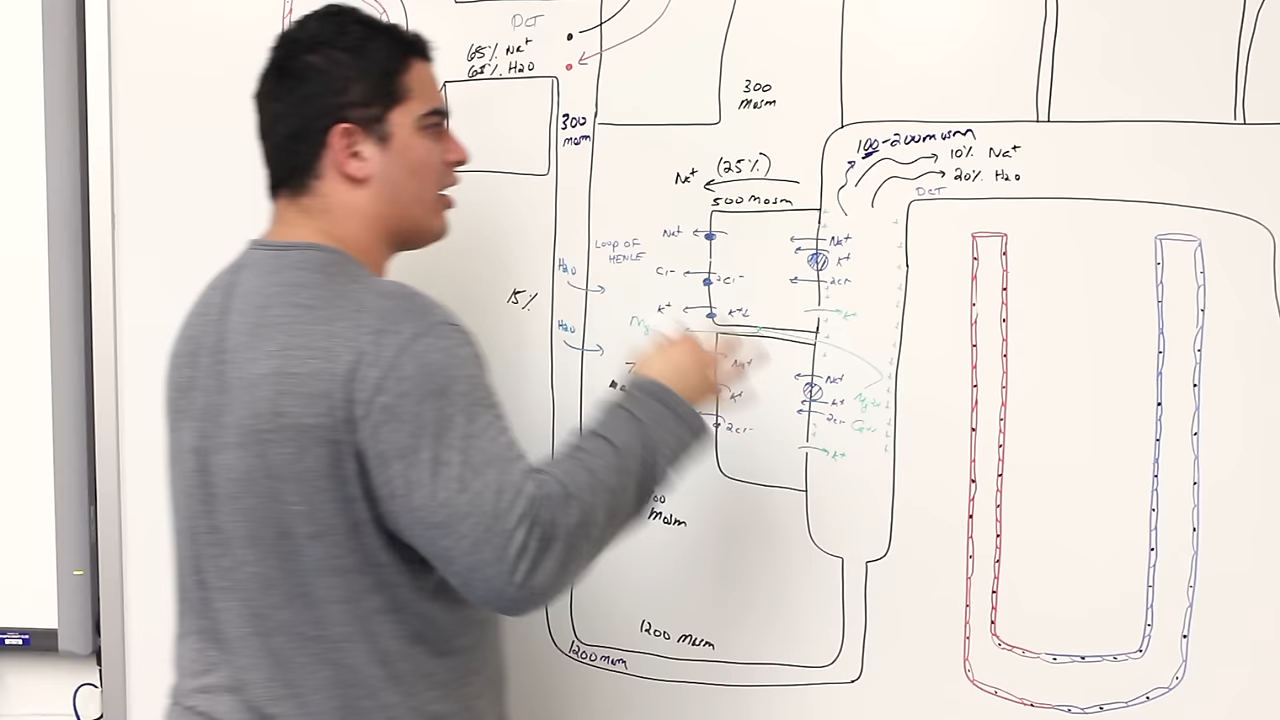 DCT
65% Na+
65% H2O
300
mosm
300
mosm
100-200 mosm
10% Na+
20% H2O
DCT
Na+ (25%)
500 mosm
Na+
Cl-
2Cl-
K+
K+
Na+
K+
2Cl-
K+
LOOP OF
HENLE
H2O
H2O
15%
Na+
K+
2Cl-
Na+
K+
2Cl-
K+
Mg2+
Ca2+
mosm
1200 mosm
1200 mosm